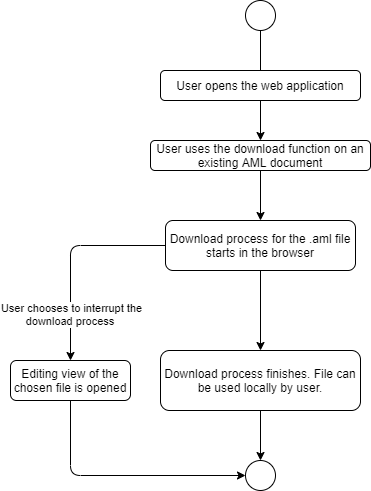 User opens the web application
User uses the download function on an
existing AML document
Download process for the .aml file
starts in the browser
User chooses to interrupt the
download process
Editing view of the
chosen file is opened
Download process finishes. File can
be used locally by user.